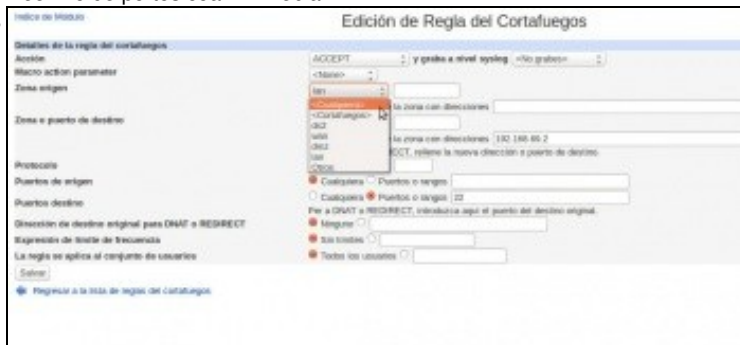 Índice de Módulo
Edición de Regla del Cortafuegos
Detalles de la regla del cortafuegos
Acción ACCEPT y graba a nivel syslog <No grabes>
Macro action parameter <None>
Zona origen lan
<Cualquiera>
la zona con direcciones
<Cortafuegos>
Zona o puerto de destino
la zona con direcciones 192.168.69.2
lan
RECT, rellene la nueva dirección o puerto de destino
Otros
Protocolo
Puertos de origen Cualquiera Puertos o rangos
Puertos destino Cualquiera Puertos o rangos 22
Per a DNAT o REDIRECT, introduzca aquí el puerto del destino original.
Dirección de destino original para DNAT o REDIRECT Ninguno
Expresión de límite de frecuencia Sin límites
La regla se aplica al conjunto de usuarios Todos los usuarios
Salvar
Regresar a la lista de reglas del cortafuegos